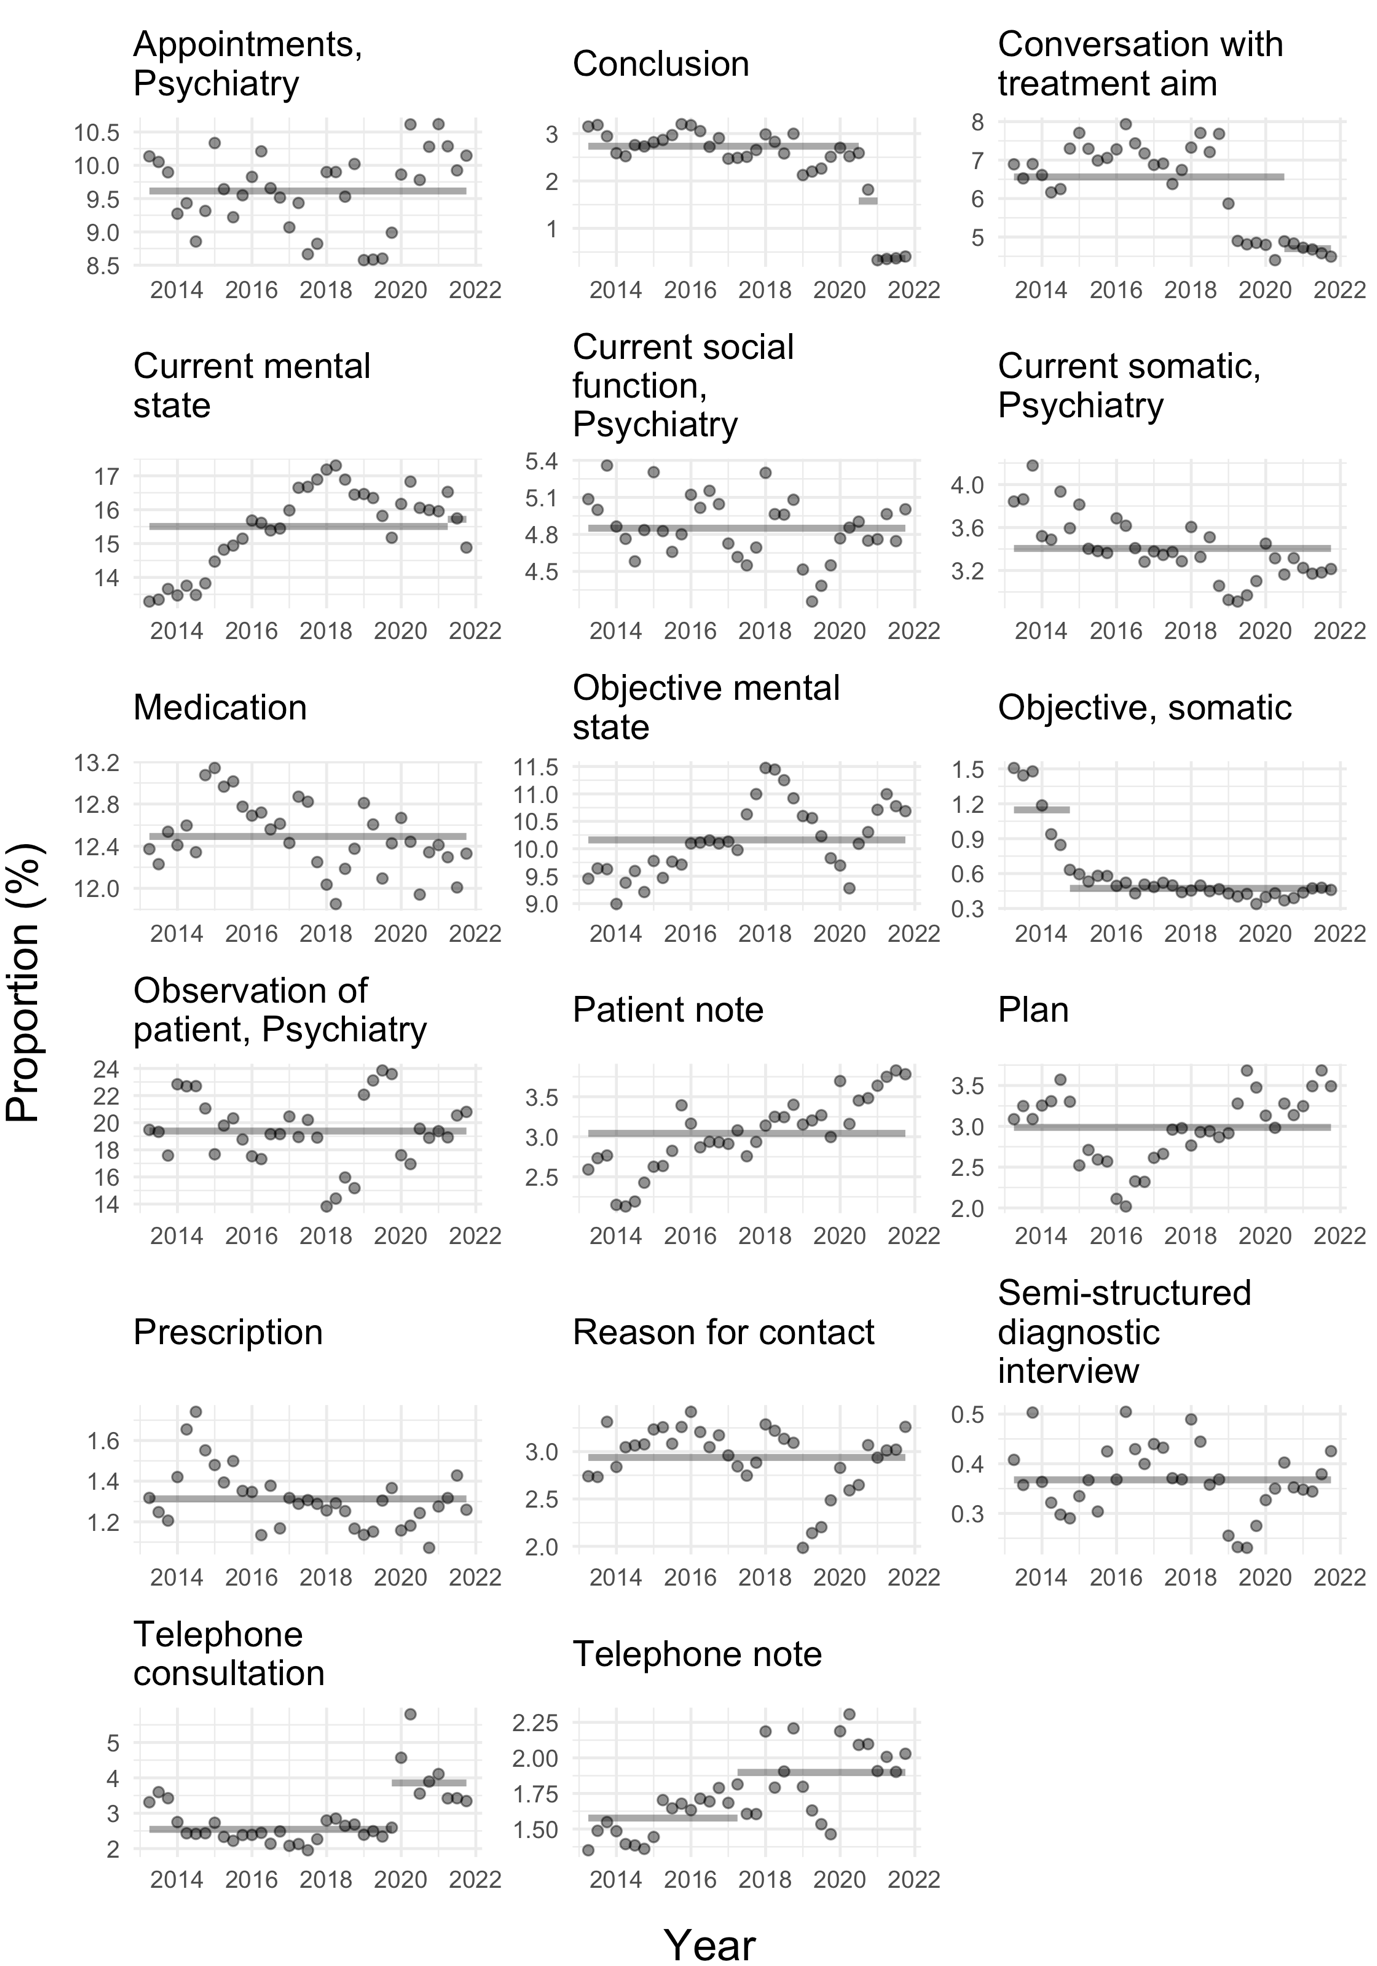 Appointments,
Psychiatry
Conclusion
Conversation with
treatment aim
10.5
10.0
9.5
9.0
8.5
2014 2016 2018 2020 2022
3
2
1
2014 2016 2018 2020 2022
8
7
6
5
2014 2016 2018 2020 2022
Current mental
state
Current social
function,
Psychiatry
Current somatic,
Psychiatry
17
16
15
14
2014 2016 2018 2020 2022
5.4
5.1
4.8
4.5
2014 2016 2018 2020 2022
4.0
3.6
3.2
2014 2016 2018 2020 2022
Medication
Objective mental
state
Objective, somatic
13.2
12.8
12.4
12.0
2014 2016 2018 2020 2022
11.5
11.0
10.5
10.0
9.5
9.0
2014 2016 2018 2020 2022
1.5
1.2
0.9
0.6
0.3
2014 2016 2018 2020 2022
Proportion (%)
Observation of
patient, Psychiatry
Patient note
Plan
24
22
20
18
16
14
2014 2016 2018 2020 2022
3.5
3.0
2.5
2014 2016 2018 2020 2022
3.5
3.0
2.5
2.0
2014 2016 2018 2020 2022
Prescription
Reason for contact
Semi-structured
diagnostic
interview
1.6
1.4
1.2
2014 2016 2018 2020 2022
3.0
2.5
2.0
2014 2016 2018 2020 2022
0.5
0.4
0.3
2014 2016 2018 2020 2022
Telephone
consultation
Telephone note
5
4
3
2
2014 2016 2018 2020 2022
2.25
2.00
1.75
1.50
2014 2016 2018 2020 2022
Year